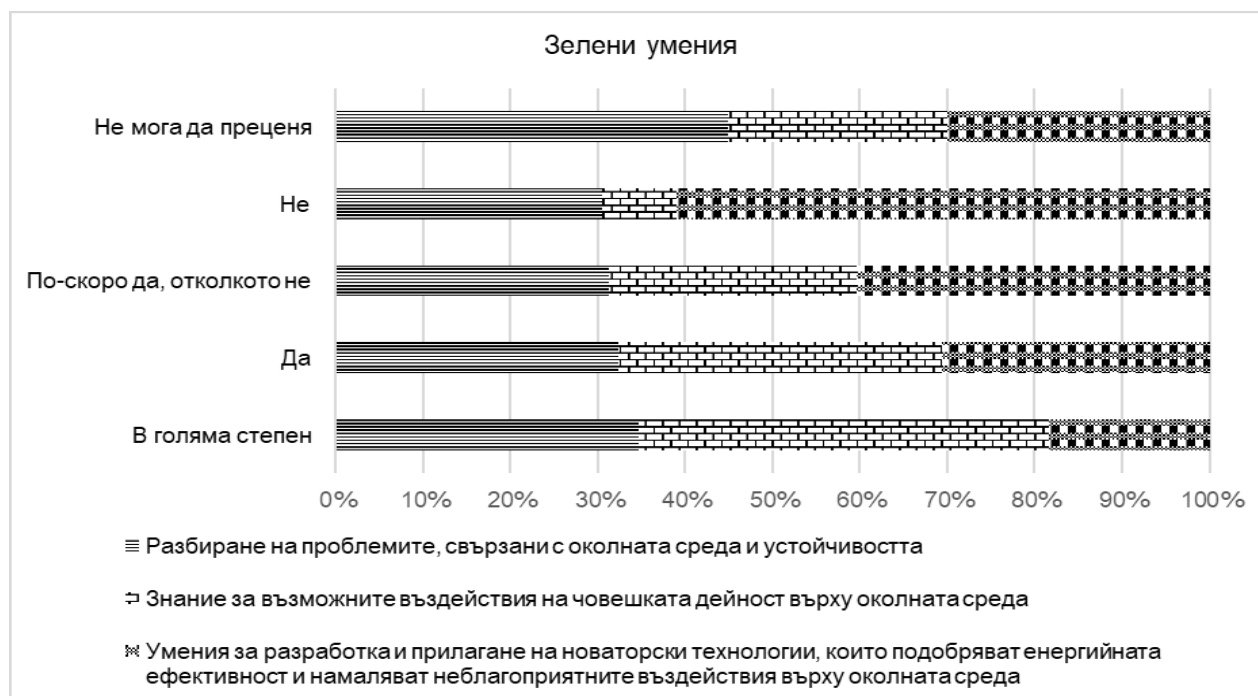 Зелени умения
Не мога да преценя
Не
По-скоро да, отколкото не
Да
В голяма степен
0% 10% 20% 30% 40% 50% 60% 70% 80% 90% 100%
Разбиране на проблемите, свързани с околната среда и устойчивостта
Знание за възможните въздействия на човешката дейност върху околната среда
Умения за разработка и прилагане на новаторски технологии, които подобряват енергийната
ефективност и намаляват неблагоприятните въздействия върху околната среда